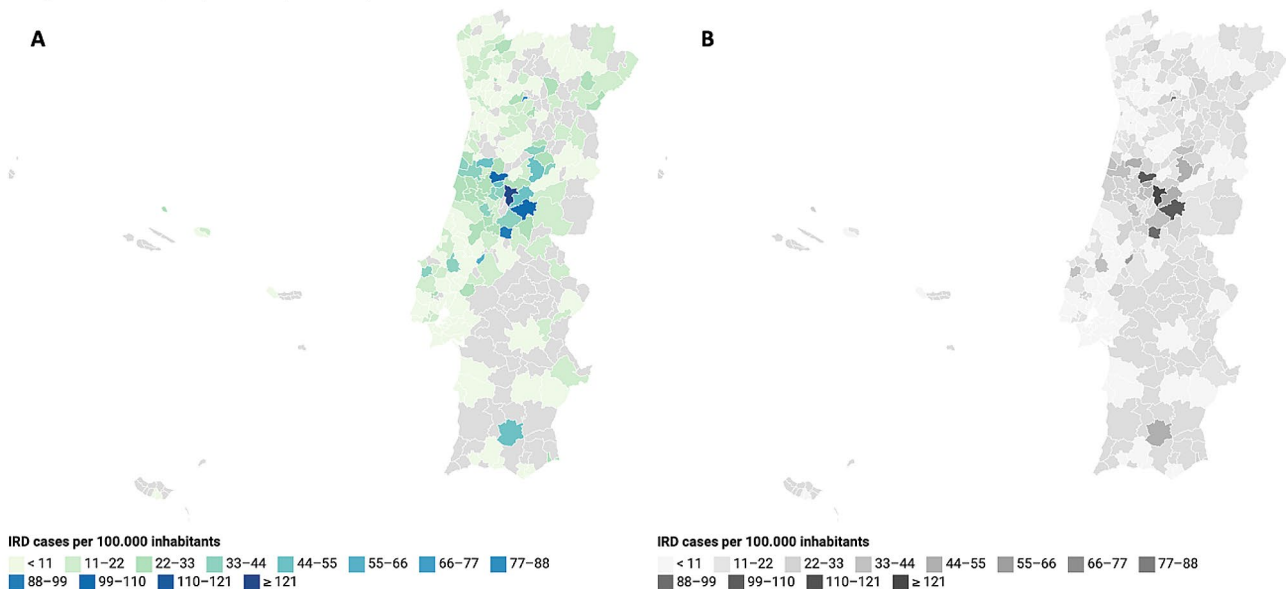 A
B
IRD cases per 100.000 inhabitants
< 11 11–22 22–33 33–44 44–55 55–66 66–77 77–88
88–99 99–110 110–121 ≥ 121
IRD cases per 100.000 inhabitants
< 11 11–22 22–33 33–44 44–55 55–66 66–77 77–88
88–99 99–110 110–121 ≥ 121